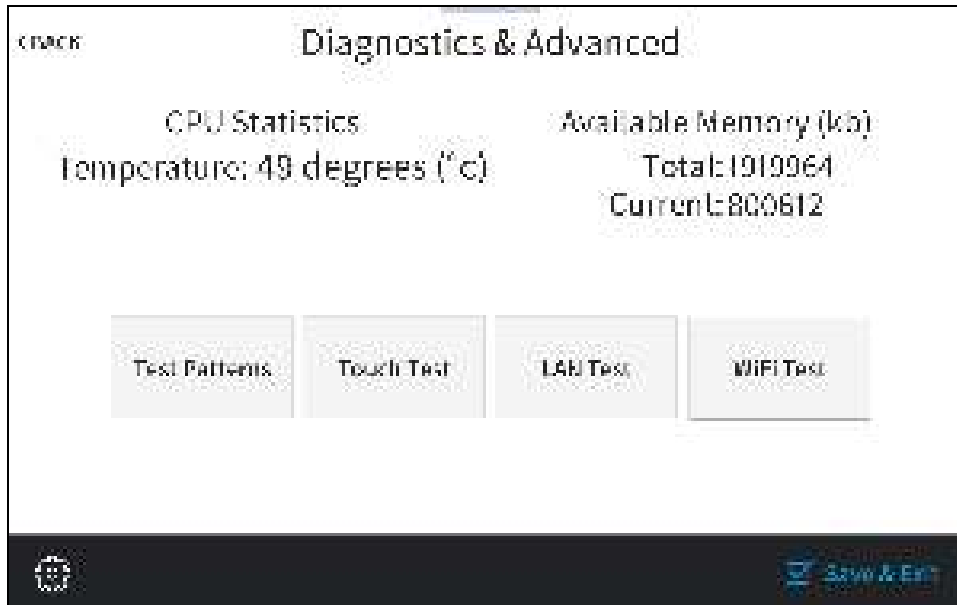 < BACK
Diagnostics & Advanced
CPU Statistics
Temperature: 49 degrees (°c)
Available Memory (kb)
Total: 1919964
Current: 800612
Test Patterns
Touch Test
LAN Test
WiFi Test
Save & Exit